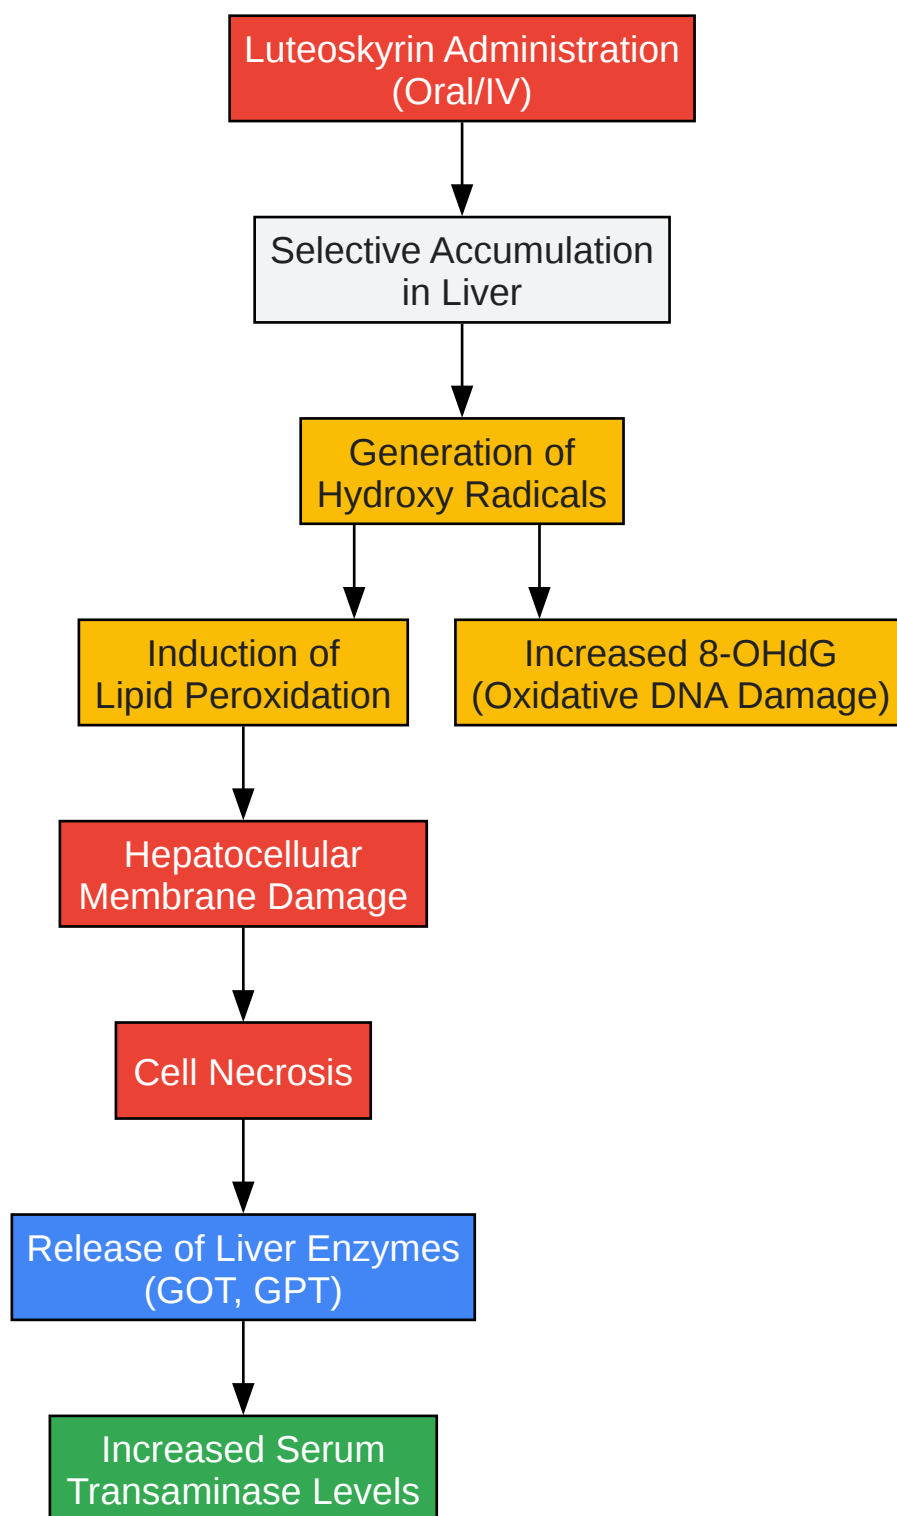 Luteoskyrin Administration
(Oral/IV)
Selective Accumulation
in Liver
Generation of
Hydroxy Radicals
Induction of
Lipid Peroxidation
Increased 8-OHdG
(Oxidative DNA Damage)
Hepatocellular
Membrane Damage
Cell Necrosis
Release of Liver Enzymes
(GOT, GPT)
Increased Serum
Transaminase Levels